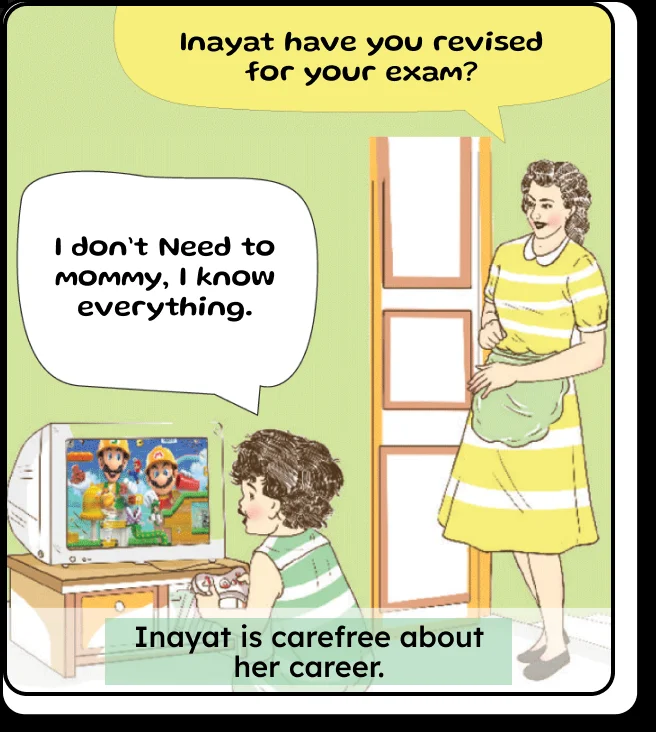 Inayat have you revised
for your exam?
I don't Need to
mommy, I know
everything.
Inayat is carefree about
her career.